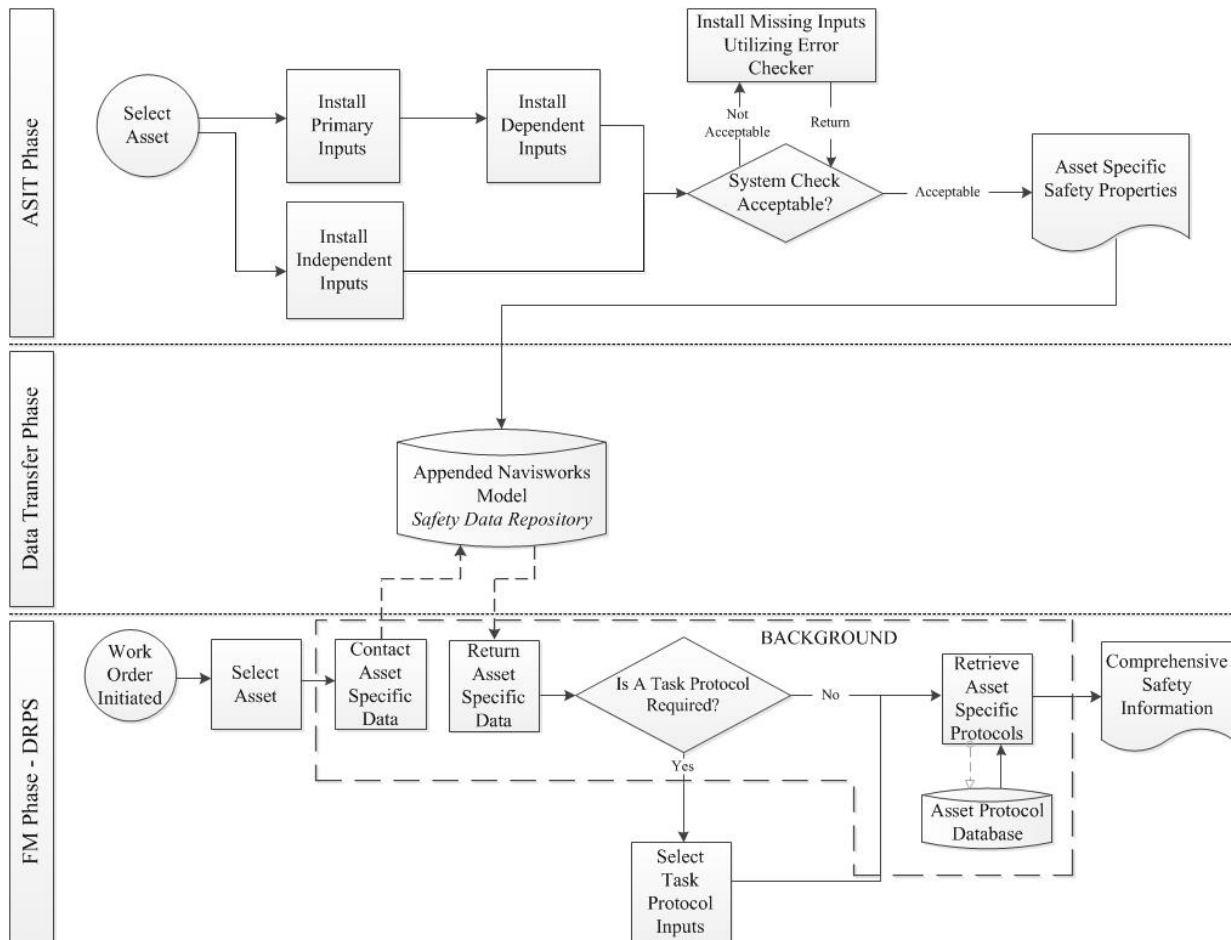 ASIT Phase
Select
Asset
Install
Primary
Inputs
Install
Dependent
Inputs
Install
Independent
Inputs
Install Missing Inputs
Utilizing Error
Checker
Not
Acceptable
Return
System Check
Acceptable?
Acceptable
Asset Specific
Safety Properties
Data Transfer Phase
Appended Navisworks
Model
Safety Data Repository
FM Phase - DRPS
BACKGROUND
Work
Order
Initiated
Select
Asset
Contact
Asset
Specific
Data
Return
Asset
Specific
Data
Is A Task Protocol
Required?
No
Yes
Select
Task
Protocol
Inputs
Retrieve
Asset
Specific
Protocols
Asset Protocol
Database
Comprehensive
Safety
Information